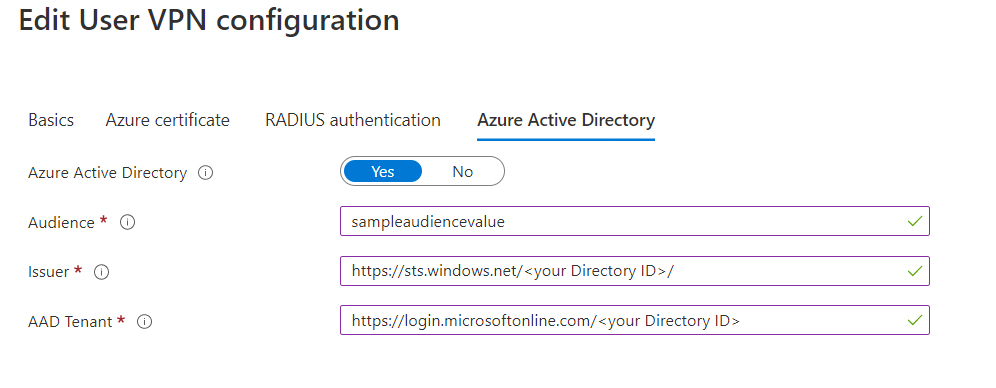 Edit User VPN configuration
Basics Azure certificate RADIUS authentication Azure Active Directory
Azure Active Directory Yes No
Audience * sampleaudiencevalue
Issuer * https://sts.windows.net/<your Directory ID>/
AAD Tenant * https://login.microsoftonline.com/<your Directory ID>